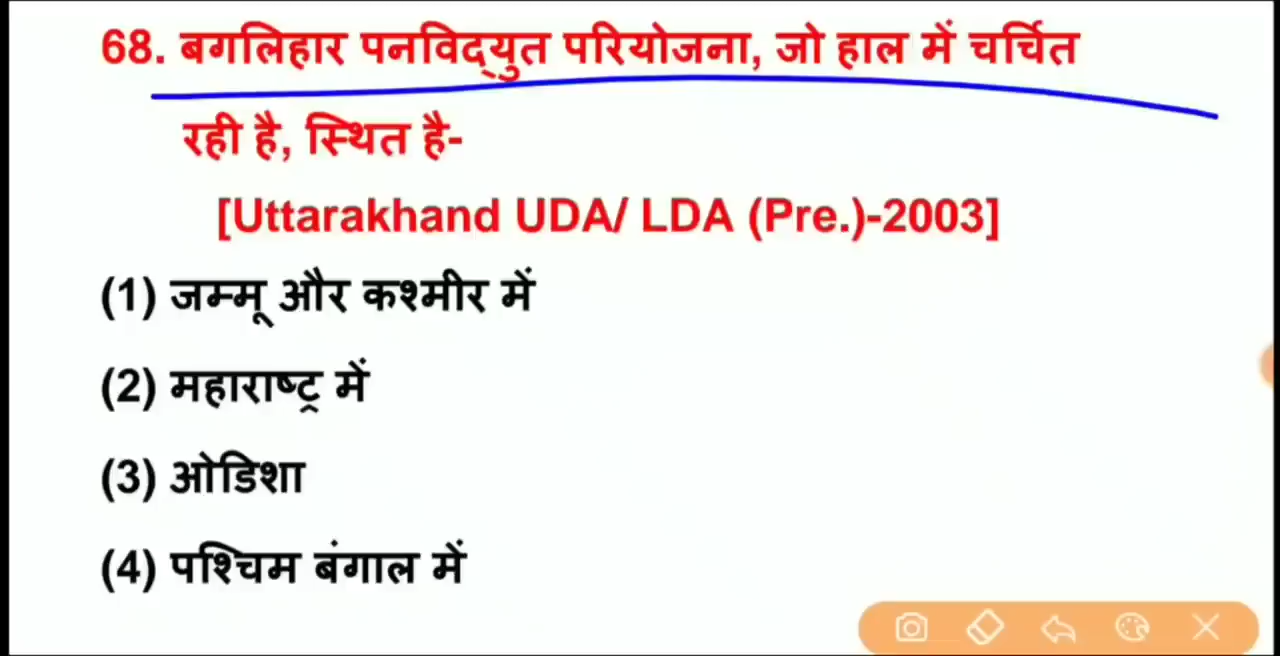 68. बगलिहार पनविद्युत परियोजना, जो हाल में चर्चित
रही है, स्थित है-
[Uttarakhand UDA/ LDA (Pre.)-2003]
(1) जम्मू और कश्मीर में
(2) महाराष्ट्र में
(3) ओडिशा
(4) पश्चिम बंगाल में